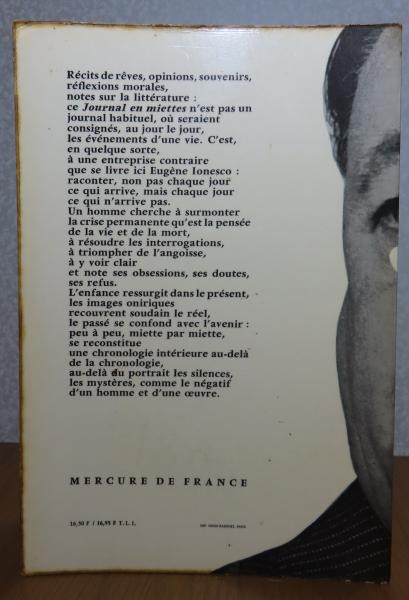 Récits de rêves, opinions, souvenirs,
réflexions morales,
notes sur la littérature :
ce Journal en miettes n'est pas un
journal habituel, où seraient
consignés, au jour le jour,
les événements d'une vie. C'est,
en quelque sorte,
à une entreprise contraire
que se livre ici Eugène Ionesco :
raconter, non pas chaque jour
ce qui arrive, mais chaque jour
ce qui n'arrive pas.
Un homme cherche à surmonter
la crise permanente qu'est la pensée
de la vie et de la mort,
à résoudre les interrogations,
à triompher de l'angoisse,
à y voir clair
et note ses obsessions, ses doutes,
ses refus.
L'enfance ressurgit dans le présent,
les images oniriques
recouvrent soudain le réel,
le passé se confond avec l'avenir :
peu à peu, miette par miette,
se reconstitue
une chronologie intérieure au-delà
de la chronologie,
au-delà du portrait les silences,
les mystères, comme le négatif
d'un homme et d'une œuvre.
MERCURE DE FRANCE
16,50 F / 16,95 F T. L. I.
PARIS